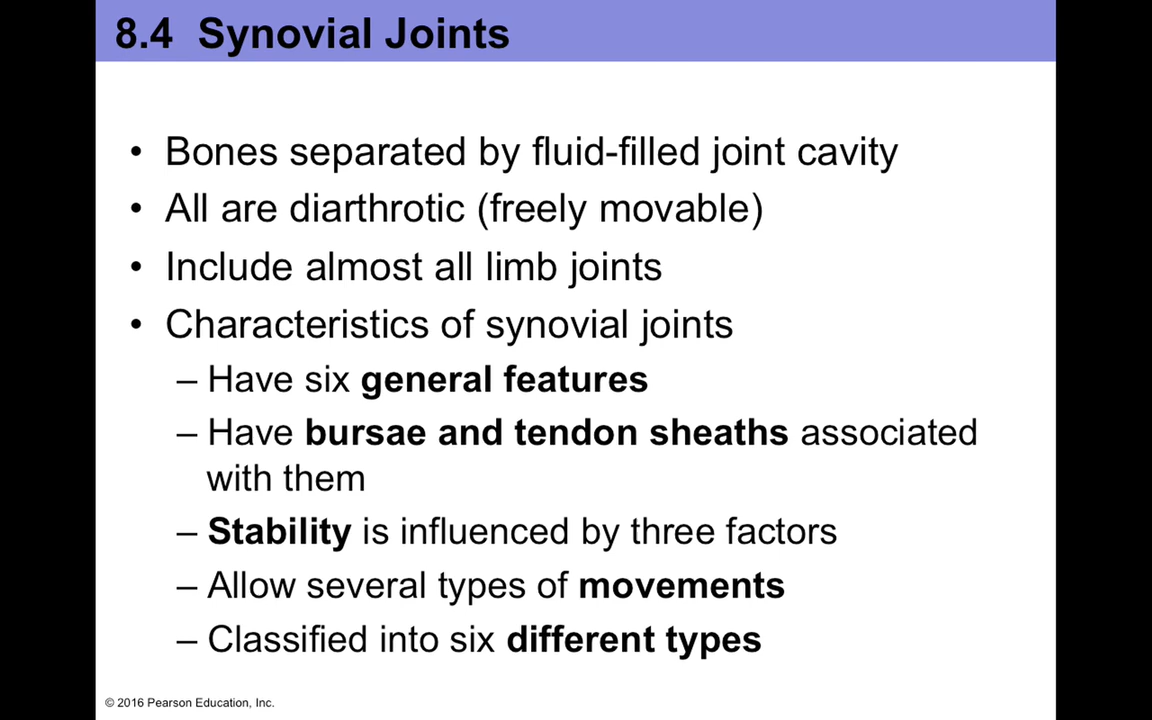 8.4 Synovial Joints
• Bones separated by fluid-filled joint cavity
• All are diarthrotic (freely movable)
• Include almost all limb joints
• Characteristics of synovial joints
– Have six general features
– Have bursae and tendon sheaths associated
with them
– Stability is influenced by three factors
– Allow several types of movements
– Classified into six different types
© 2016 Pearson Education, Inc.